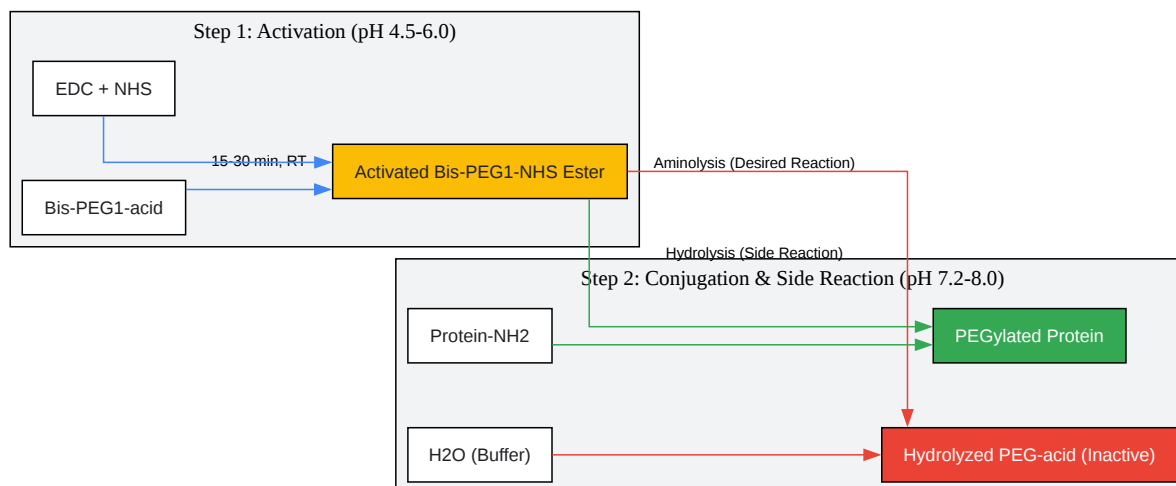 Step 1: Activation (pH 4.5-6.0)
EDC + NHS
15-30 min, RT
Activated Bis-PEG1-NHS Ester
Aminolysis (Desired Reaction)
Bis-PEG1-acid
Hydrolysis (Side Reaction)
Step 2: Conjugation & Side Reaction (pH 7.2-8.0)
Protein-NH2
PEGylated Protein
H2O (Buffer)
Hydrolyzed PEG-acid (Inactive)